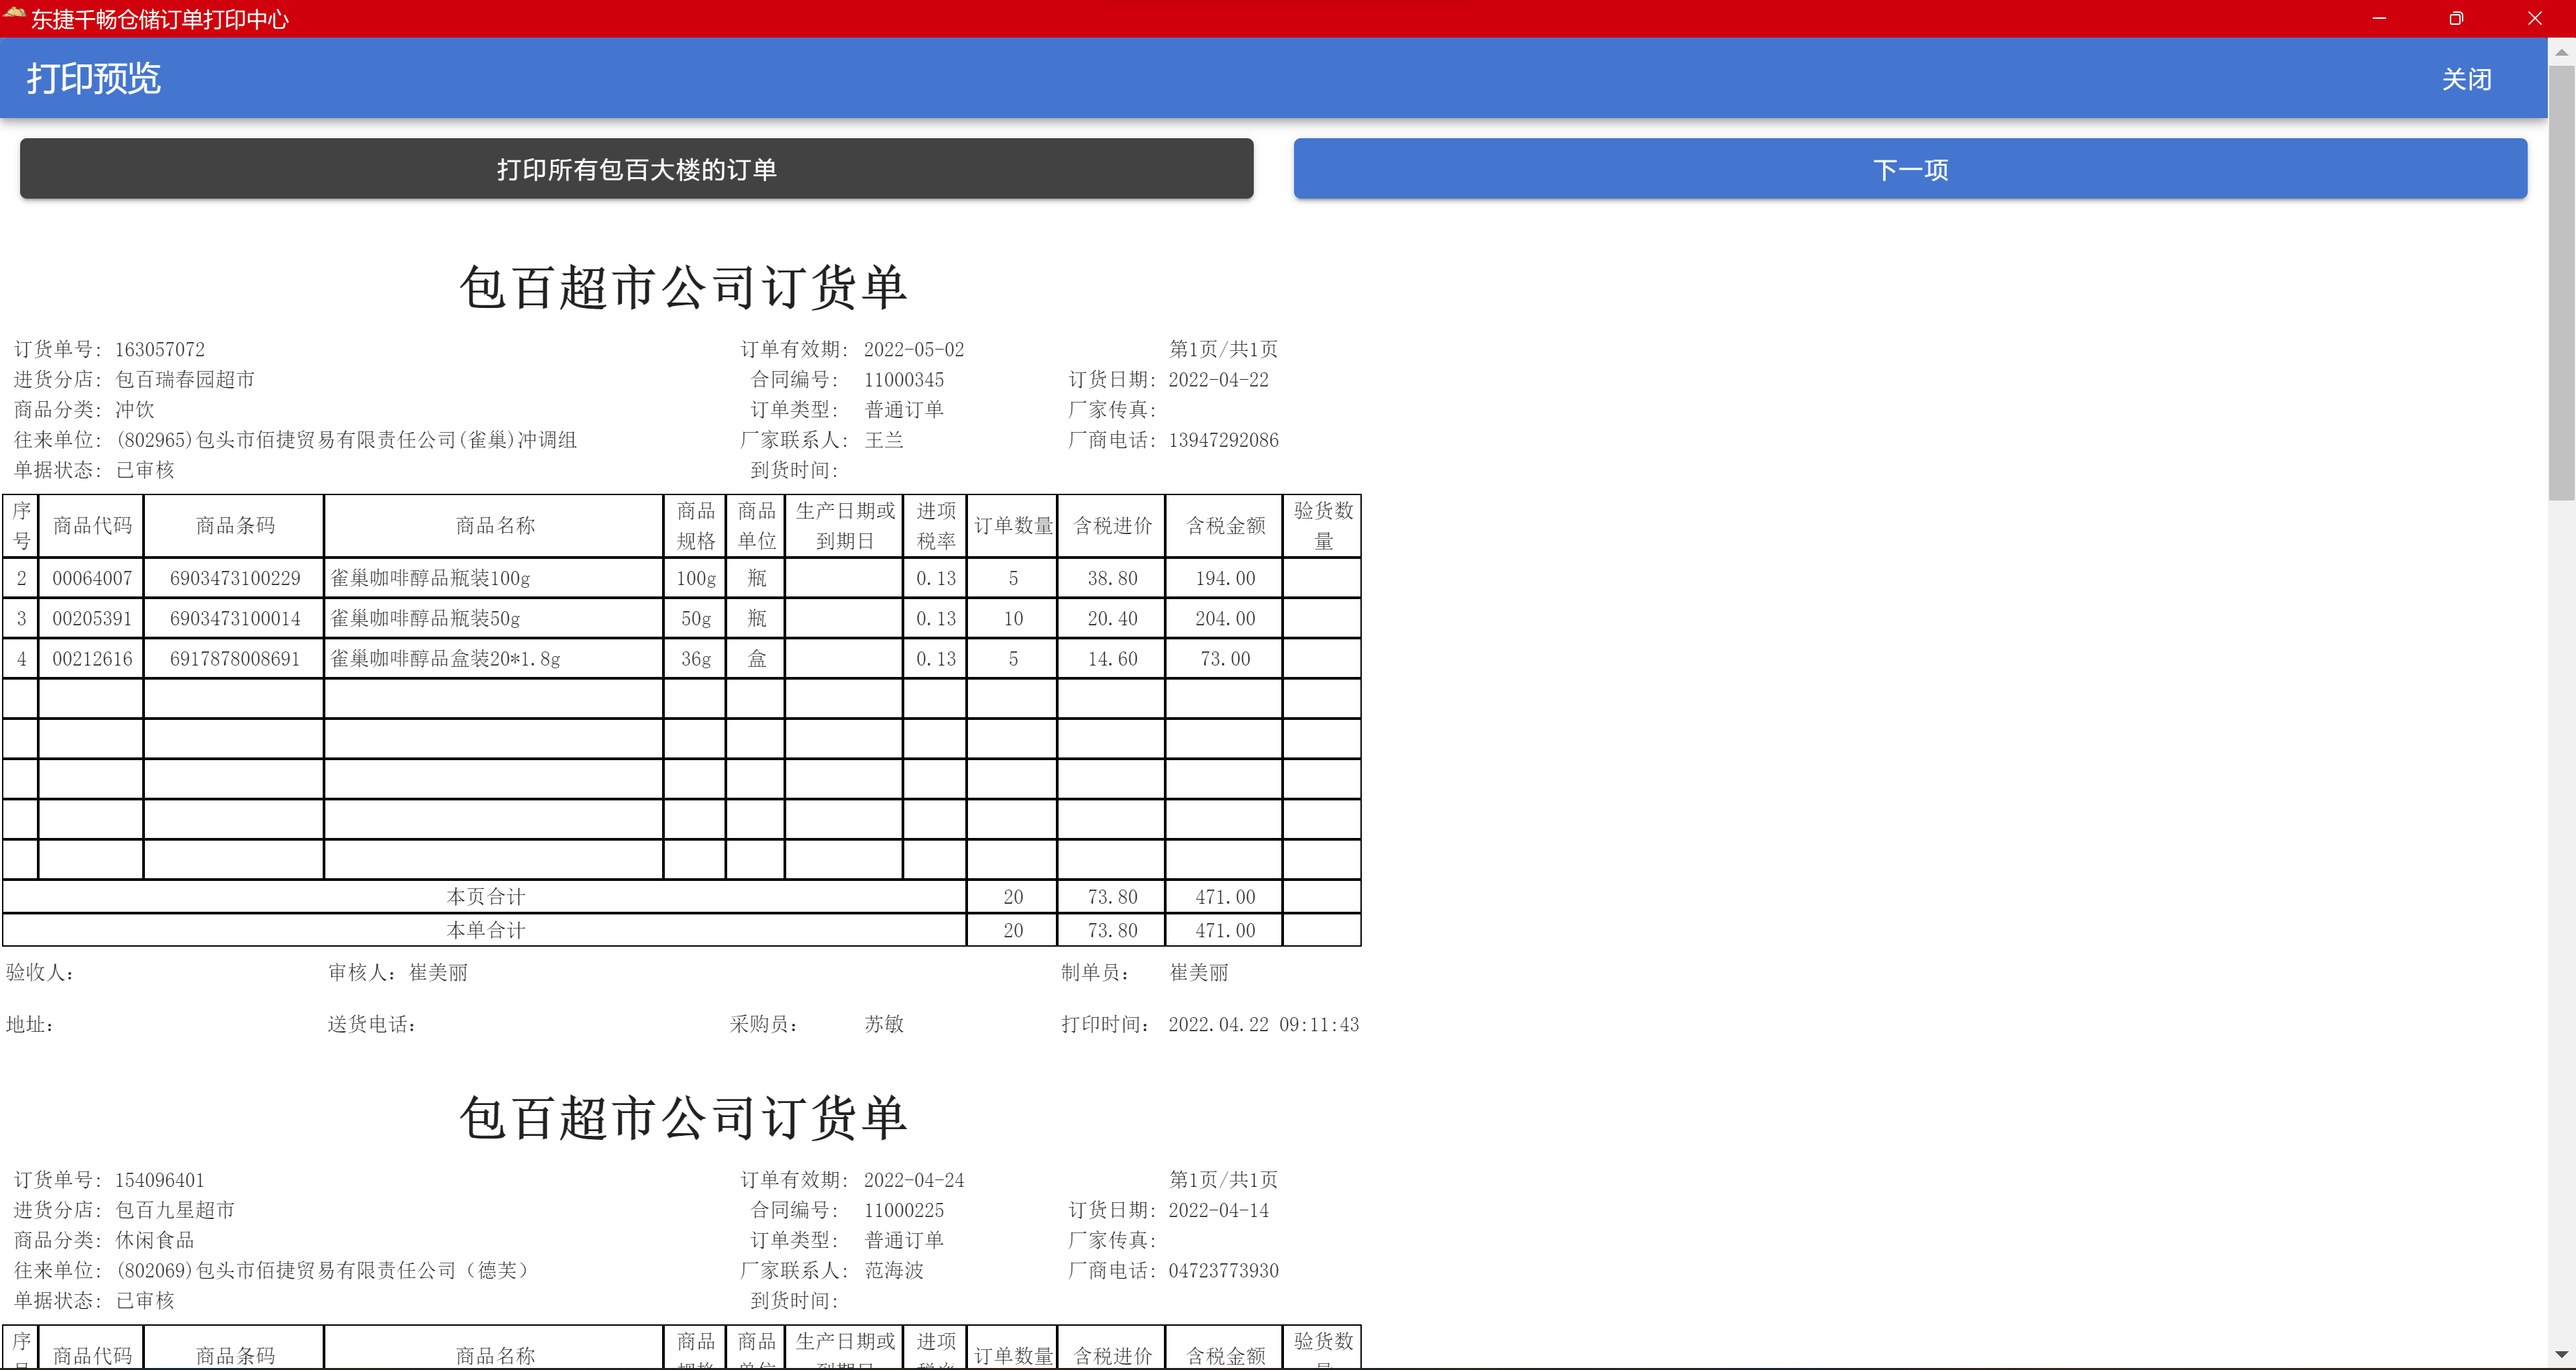 东捷千畅仓储订单打印中心
打印预览 关闭
打印所有包百大楼的订单 下一项
包百超市公司订货单
订货单号: 163057072 订单有效期: 2022-05-02 第1页/共1页
进货分店: 包百瑞春园超市 合同编号: 11000345 订货日期: 2022-04-22
商品分类: 冲饮 订单类型: 普通订单 厂家传真:
往来单位: (802965)包头市佰捷贸易有限责任公司(雀巢)冲调组 厂家联系人: 王兰 厂商电话: 13947292086
单据状态: 已审核 到货时间:
序号 商品代码 商品条码 商品名称 商品规格 商品单位 生产日期或到期日 进项税率 订单数量 含税进价 含税金额 验货数量
2 00064007 6903473100229 雀巢咖啡醇品瓶装100g 100g 瓶 0.13 5 38.80 194.00
3 00205391 6903473100014 雀巢咖啡醇品瓶装50g 50g 瓶 0.13 10 20.40 204.00
4 00212616 6917878008691 雀巢咖啡醇品盒装20*1.8g 36g 盒 0.13 5 14.60 73.00
本页合计 20 73.80 471.00
本单合计 20 73.80 471.00
验收人: 审核人: 崔美丽 制单员: 崔美丽
地址: 送货电话: 采购员: 苏敏 打印时间: 2022.04.22 09:11:43
包百超市公司订货单
订货单号: 154096401 订单有效期: 2022-04-24 第1页/共1页
进货分店: 包百九星超市 合同编号: 11000225 订货日期: 2022-04-14
商品分类: 休闲食品 订单类型: 普通订单 厂家传真:
往来单位: (802069)包头市佰捷贸易有限责任公司（德芙） 厂家联系人: 范海波 厂商电话: 04723773930
单据状态: 已审核 到货时间:
序 商品代码 商品条码 商品名称 商品 商品 生产日期或 进项 订单数量 含税进价 含税金额 验货数